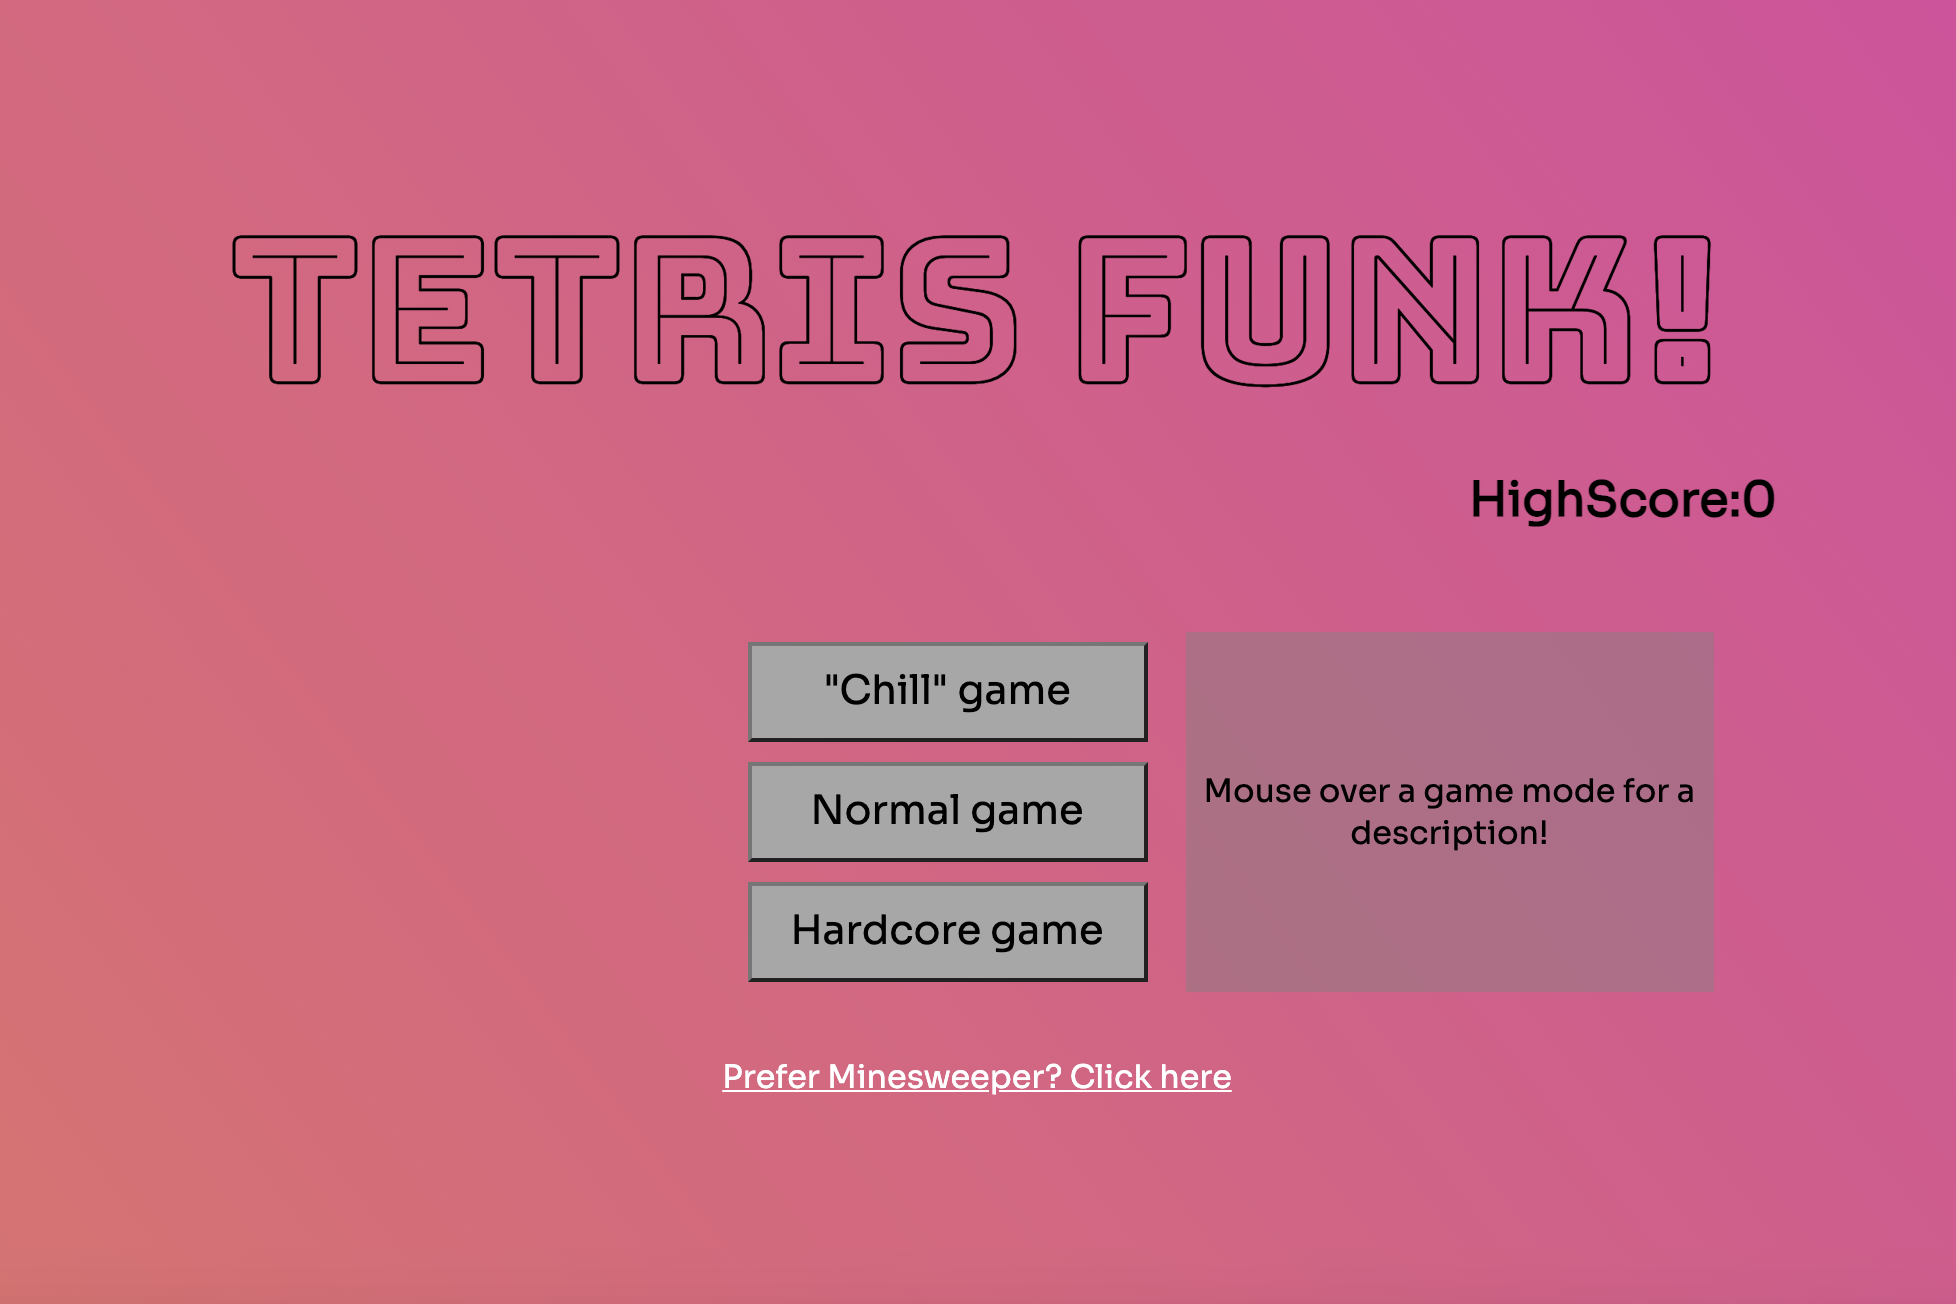 TETRIS FUNK!
HighScore:0
"Chill" game
Normal game
Hardcore game
Mouse over a game mode for a
description!
Prefer Minesweeper? Click here